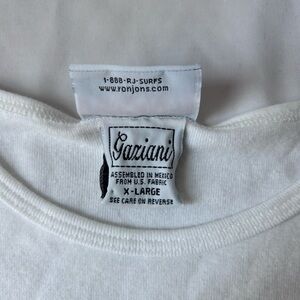 1-888-RJ-SURFS
www.ronjons.com
Gaziani
ASSEMBLED IN MEXICO
FROM U.S. FABRIC
X-LARGE
SEE CARE ON REVERSE